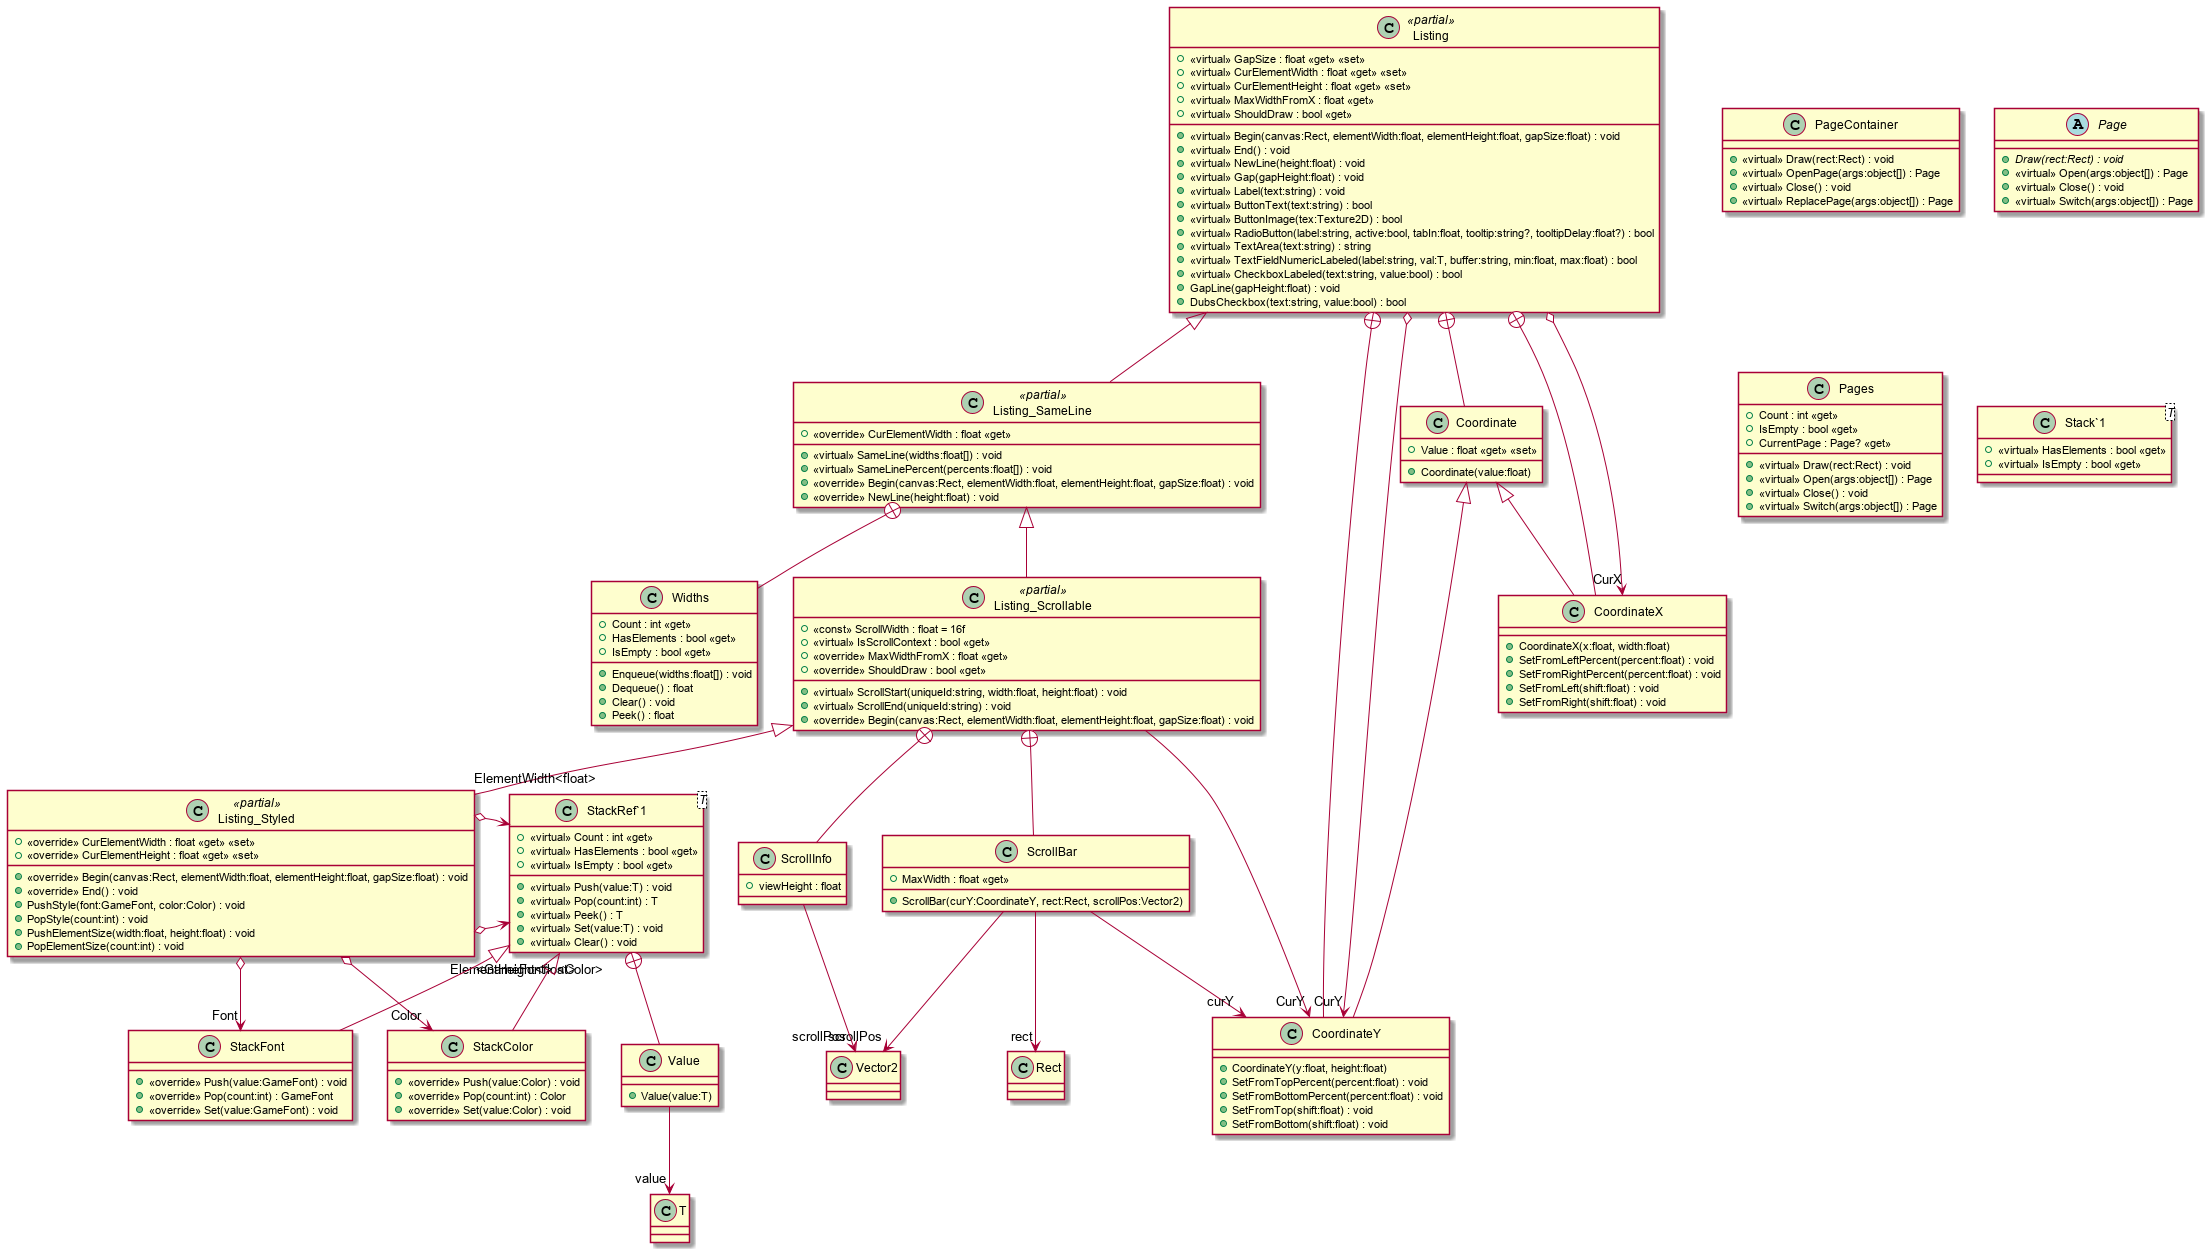 «partial»
C
Listing
«virtual» GapSize : float «get» «set»
«virtual» CurElementWidth : float «get» «set»
«virtual» CurElementHeight : float «get» «set»
«virtual» MaxWidthFromX : float «get»
«virtual» ShouldDraw : bool «get»
«virtual» Begin(canvas:Rect, elementWidth:float, elementHeight:float, gapSize:float) : void
«virtual» End() : void
«virtual» NewLine(height:float) : void
«virtual» Gap(gapHeight:float) : void
«virtual» Label(text:string) : void
«virtual» ButtonText(text:string) : bool
«virtual» ButtonImage(tex:Texture2D) : bool
«virtual» RadioButton(label:string, active:bool, tabIn:float, tooltip:string?, tooltipDelay:float?) : bool
«virtual» TextArea(text:string) : string
«virtual» TextFieldNumericLabeled(label:string, val:T, buffer:string, min:float, max:float) : bool
«virtual» CheckboxLabeled(text:string, value:bool) : bool
GapLine(gapHeight:float) : void
DubsCheckbox(text:string, value:bool) : bool
C PageContainer
«virtual» Draw(rect:Rect) : void
«virtual» OpenPage(args:object[]) : Page
«virtual» Close() : void
«virtual» ReplacePage(args:object[]) : Page
A Page
Draw(rect:Rect) : void
«virtual» Open(args:object[]) : Page
«virtual» Close() : void
«virtual» Switch(args:object[]) : Page
«partial»
C
Listing_SameLine
«override» CurElementWidth : float «get»
«virtual» SameLine(widths:float[]) : void
«virtual» SameLinePercent(percents:float[]) : void
«override» Begin(canvas:Rect, elementWidth:float, elementHeight:float, gapSize:float) : void
«override» NewLine(height:float) : void
C Coordinate
Value : float «get» «set»
Coordinate(value:float)
C Pages
Count : int «get»
IsEmpty : bool «get»
CurrentPage : Page? «get»
«virtual» Draw(rect:Rect) : void
«virtual» Open(args:object[]) : Page
«virtual» Close() : void
«virtual» Switch(args:object[]) : Page
T
C Stack`1
«virtual» HasElements : bool «get»
«virtual» IsEmpty : bool «get»
C Widths
Count : int «get»
HasElements : bool «get»
IsEmpty : bool «get»
Enqueue(widths:float[]) : void
Dequeue() : float
Clear() : void
Peek() : float
«partial»
C
Listing_Scrollable
«const» ScrollWidth : float = 16f
«virtual» IsScrollContext : bool «get»
«override» MaxWidthFromX : float «get»
«override» ShouldDraw : bool «get»
«virtual» ScrollStart(uniqueId:string, width:float, height:float) : void
«virtual» ScrollEnd(uniqueId:string) : void
«override» Begin(canvas:Rect, elementWidth:float, elementHeight:float, gapSize:float) : void
CurX
C CoordinateX
CoordinateX(x:float, width:float)
SetFromLeftPercent(percent:float) : void
SetFromRightPercent(percent:float) : void
SetFromLeft(shift:float) : void
SetFromRight(shift:float) : void
ElementWidth<float>
«partial»
C
Listing_Styled
«override» CurElementWidth : float «get» «set»
«override» CurElementHeight : float «get» «set»
«override» Begin(canvas:Rect, elementWidth:float, elementHeight:float, gapSize:float) : void
«override» End() : void
PushStyle(font:GameFont, color:Color) : void
PopStyle(count:int) : void
PushElementSize(width:float, height:float) : void
PopElementSize(count:int) : void
T
C StackRef`1
«virtual» Count : int «get»
«virtual» HasElements : bool «get»
«virtual» IsEmpty : bool «get»
«virtual» Push(value:T) : void
«virtual» Pop(count:int) : T
«virtual» Peek() : T
«virtual» Set(value:T) : void
«virtual» Clear() : void
C ScrollInfo
viewHeight : float
C ScrollBar
MaxWidth : float «get»
ScrollBar(curY:CoordinateY, rect:Rect, scrollPos:Vector2)
ElementHeight<float>
<GameFont>
<Color>
Font
Color
scrollPos
scrollPos
rect
curY
CurY
CurY
C StackFont
«override» Push(value:GameFont) : void
«override» Pop(count:int) : GameFont
«override» Set(value:GameFont) : void
C StackColor
«override» Push(value:Color) : void
«override» Pop(count:int) : Color
«override» Set(value:Color) : void
C Value
Value(value:T)
C Vector2
C Rect
C CoordinateY
CoordinateY(y:float, height:float)
SetFromTopPercent(percent:float) : void
SetFromBottomPercent(percent:float) : void
SetFromTop(shift:float) : void
SetFromBottom(shift:float) : void
value
C T